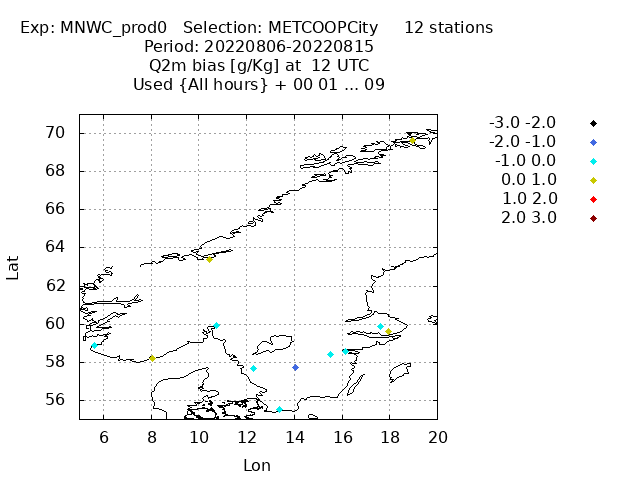 Exp: MNWC_prod0   Selection: METCOOPCity     12 stations
Period: 20220806-20220815
Q2m bias [g/Kg] at  12 UTC
Used {All hours} + 00 01 ... 09
-3.0 -2.0
-2.0 -1.0
-1.0 0.0
0.0 1.0
1.0 2.0
2.0 3.0
Lat
70
68
66
64
62
60
58
56
6 8 10 12 14 16 18 20
Lon